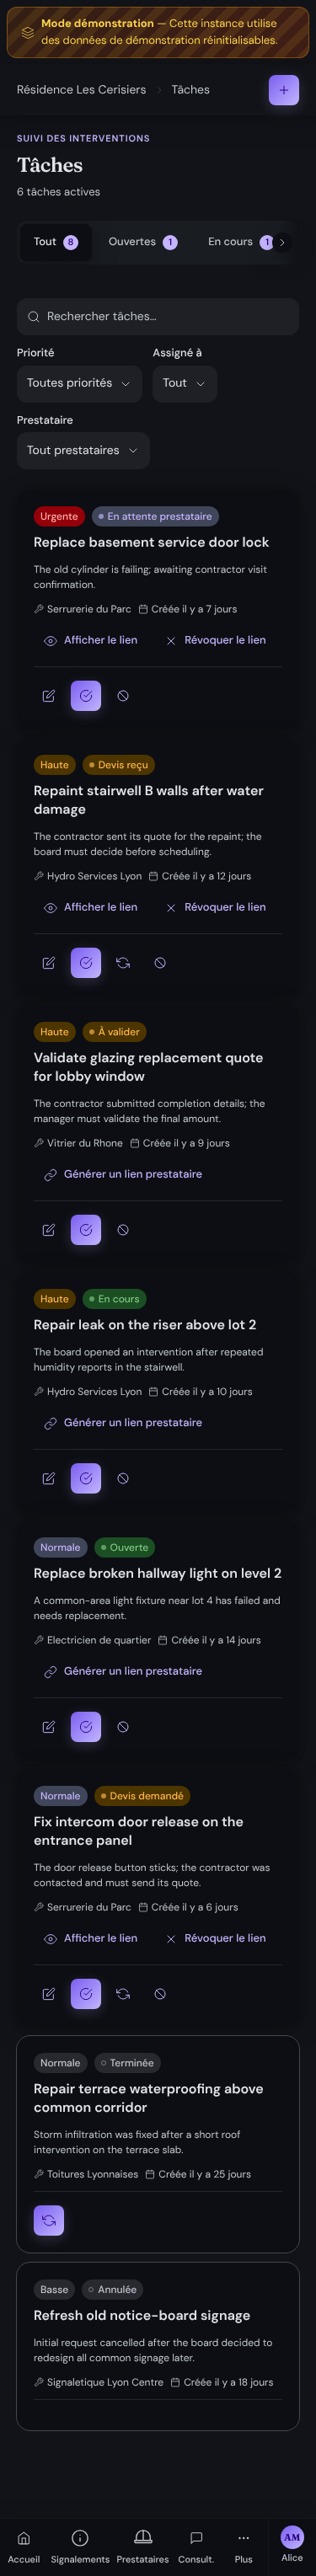 Mode démonstration — Cette instance utilise
des données de démonstration réinitialisables.
Résidence Les Cerisiers > Tâches
SUIVI DES INTERVENTIONS
Tâches
6 tâches actives
Tout 8 Ouvertes 1 En cours 1
Rechercher tâches...
Priorité Assigné à
Toutes priorités Tout
Prestataire
Tout prestataires
Urgente En attente prestataire
Replace basement service door lock
The old cylinder is failing; awaiting contractor visit
confirmation.
Serrurerie du Parc Créée il y a 7 jours
Afficher le lien Révoquer le lien
Haute Devis reçu
Repaint stairwell B walls after water
damage
The contractor sent its quote for the repaint; the
board must decide before scheduling.
Hydro Services Lyon Créée il y a 12 jours
Afficher le lien Révoquer le lien
Haute À valider
Validate glazing replacement quote
for lobby window
The contractor submitted completion details; the
manager must validate the final amount.
Vitrier du Rhone Créée il y a 9 jours
Générer un lien prestataire
Haute En cours
Repair leak on the riser above lot 2
The board opened an intervention after repeated
humidity reports in the stairwell.
Hydro Services Lyon Créée il y a 10 jours
Générer un lien prestataire
Normale Ouverte
Replace broken hallway light on level 2
A common-area light fixture near lot 4 has failed and
needs replacement.
Electricien de quartier Créée il y a 14 jours
Générer un lien prestataire
Normale Devis demandé
Fix intercom door release on the
entrance panel
The door release button sticks; the contractor was
contacted and must send its quote.
Serrurerie du Parc Créée il y a 6 jours
Afficher le lien Révoquer le lien
Normale Terminée
Repair terrace waterproofing above
common corridor
Storm infiltration was fixed after a short roof
intervention on the terrace slab.
Toitures Lyonnaises Créée il y a 25 jours
Basse Annulée
Refresh old notice-board signage
Initial request cancelled after the board decided to
redesign all common signage later.
Signaletique Lyon Centre Créée il y a 18 jours
AM
Accueil Signalements Prestataires Consult. Plus Alice